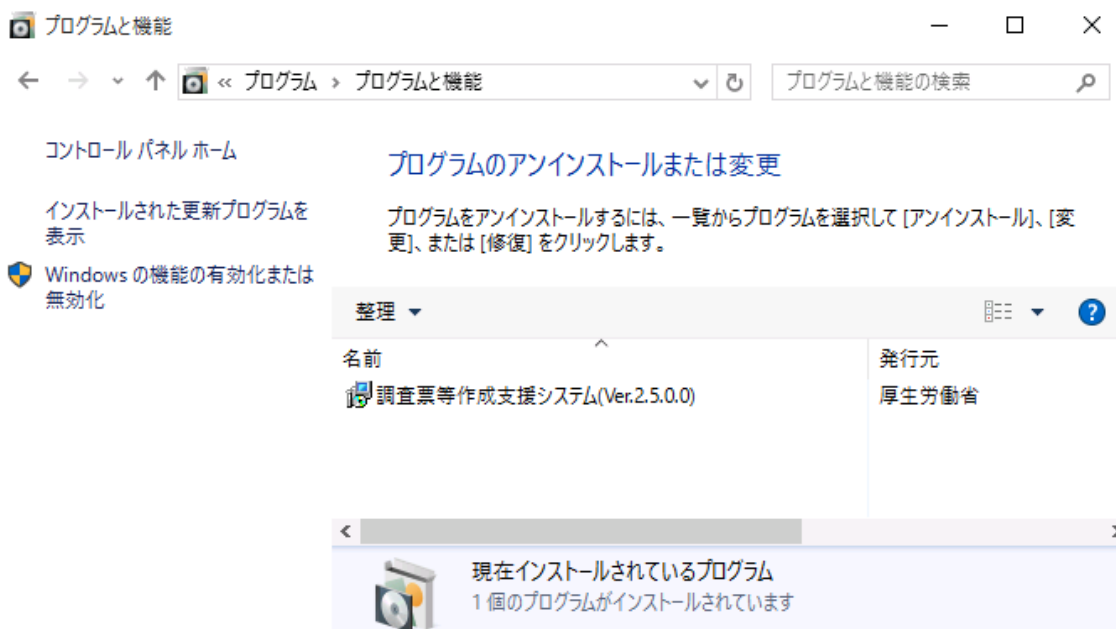 プログラムと機能
« プログラム › プログラムと機能
プログラムと機能の検索
コントロール パネル ホーム
インストールされた更新プログラムを
表示
Windows の機能の有効化または
無効化
プログラムのアンインストールまたは変更
プログラムをアンインストールするには、一覧からプログラムを選択して [アンインストール]、[変
更]、または [修復] をクリックします。
整理
名前
発行元
調査票等作成支援システム(Ver.2.5.0.0)
厚生労働省
現在インストールされているプログラム
1 個のプログラムがインストールされています